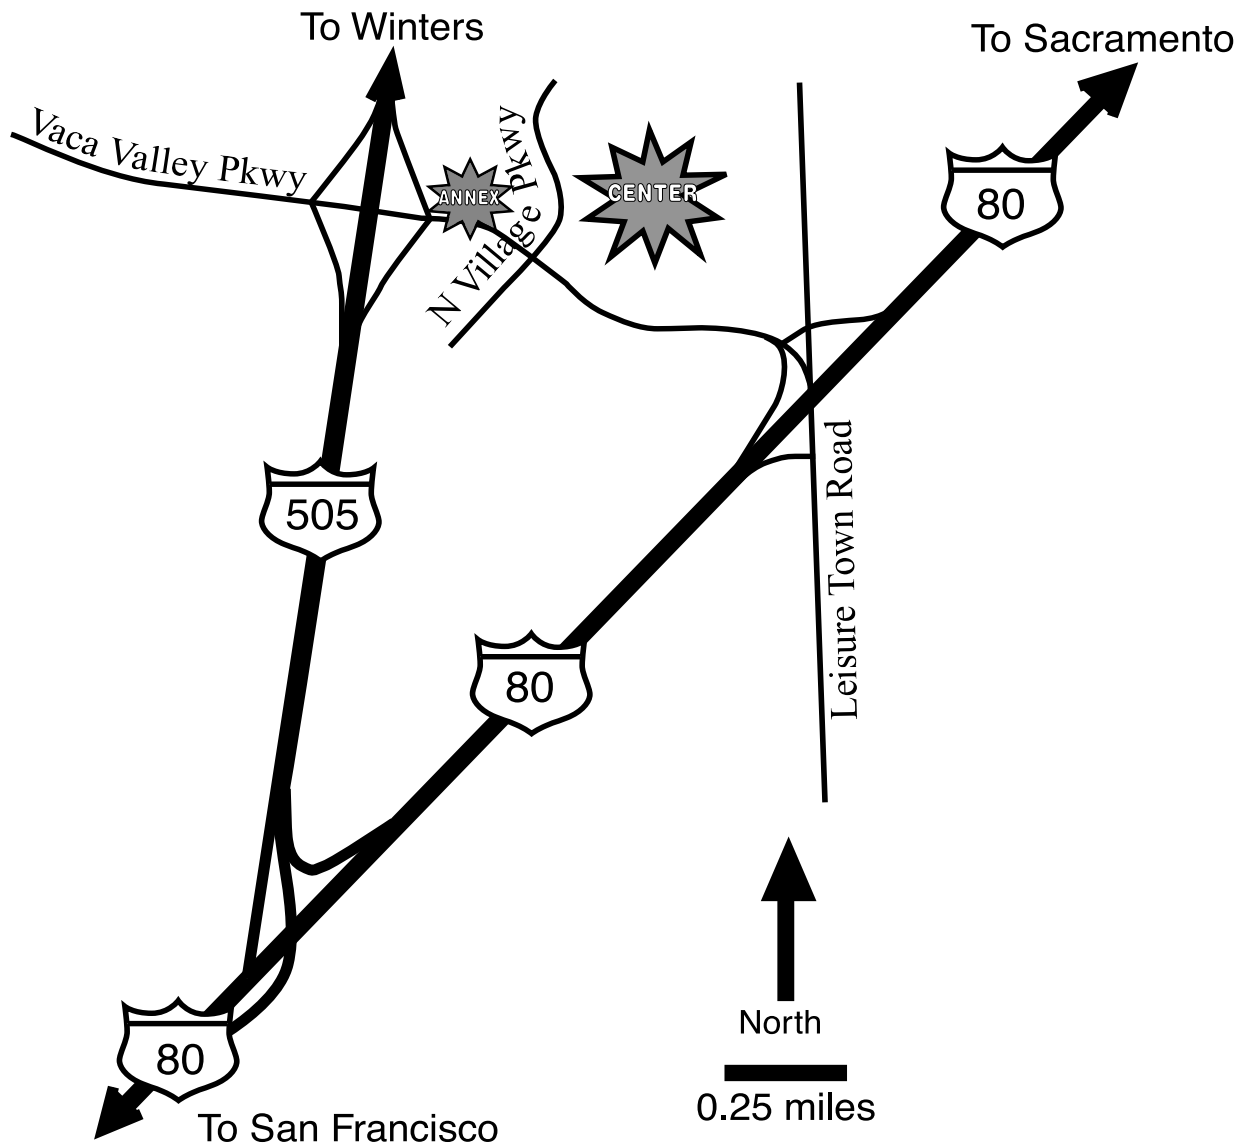 To Winters
To Sacramento
Vaca Valley Pkwy
N Village Pkwy
ANNEX
CENTER
80
505
Leisure Town Road
80
North
80
0.25 miles
To San Francisco